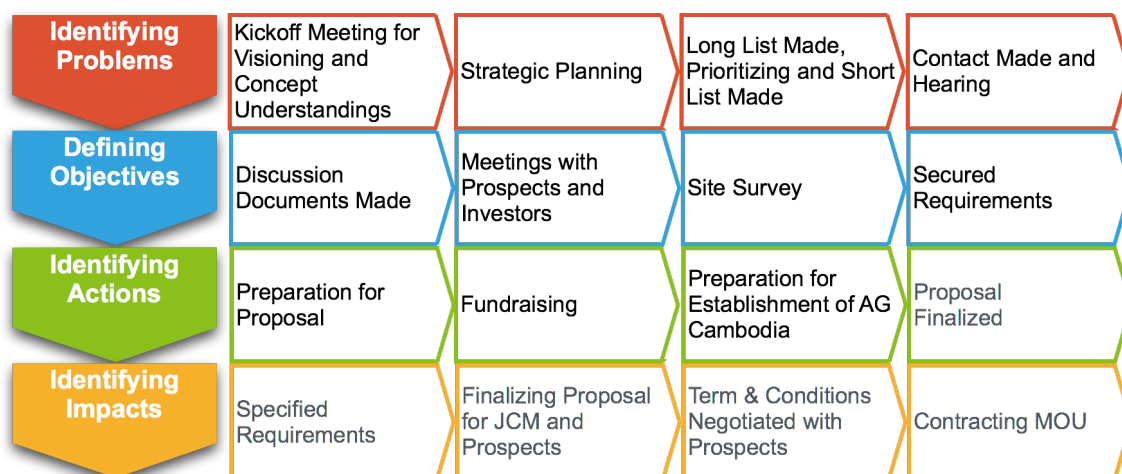 Identifying
Problems
Kickoff Meeting for
Visioning and
Concept
Understandings
Strategic Planning
Long List Made,
Prioritizing and Short
List Made
Contact Made and
Hearing
Defining
Objectives
Discussion
Documents Made
Meetings with
Prospects and
Investors
Site Survey
Secured
Requirements
Identifying
Actions
Preparation for
Proposal
Fundraising
Preparation for
Establishment of AG
Cambodia
Proposal
Finalized
Identifying
Impacts
Specified
Requirements
Finalizing Proposal
for JCM and
Prospects
Term & Conditions
Negotiated with
Prospects
Contracting MOU